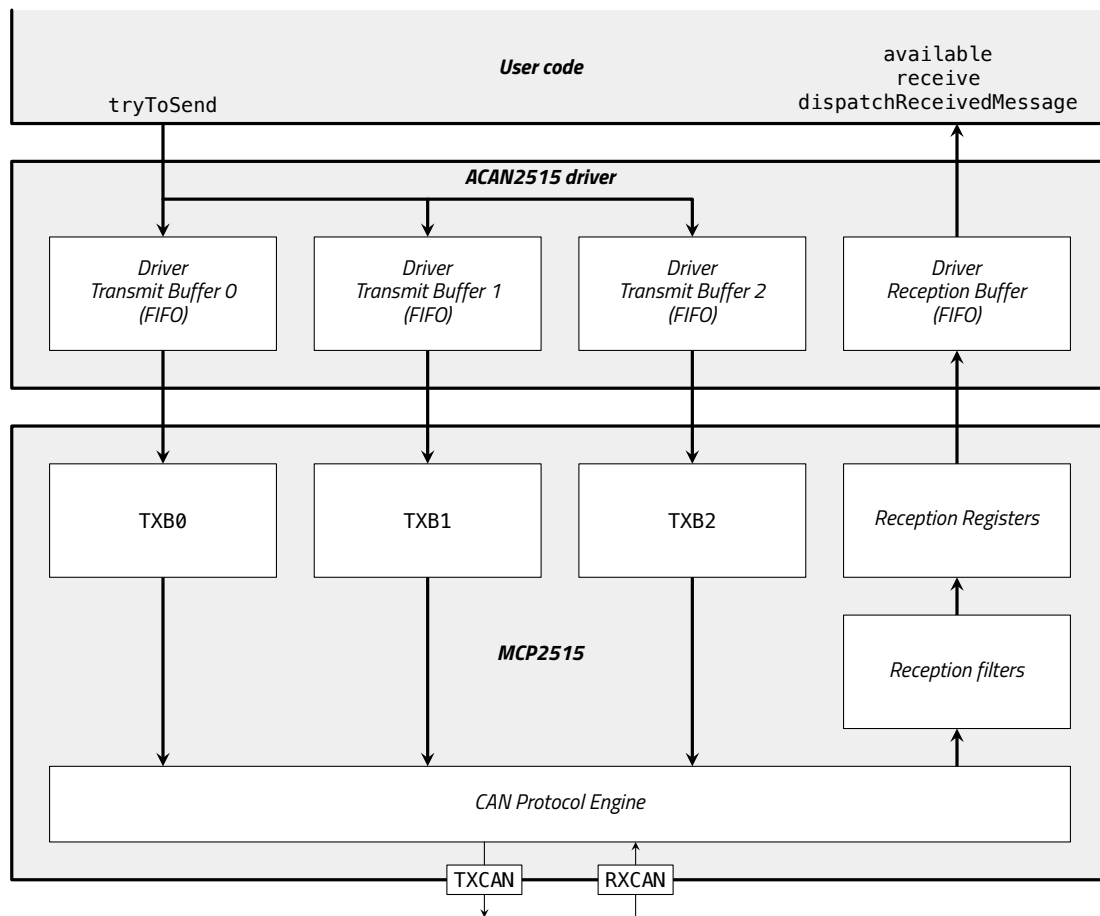 User code
available
receive
dispatchReceivedMessage
tryToSend
ACAN2515 driver
Driver
Transmit Buffer 0
(FIFO)
Driver
Transmit Buffer 1
(FIFO)
Driver
Transmit Buffer 2
(FIFO)
Driver
Reception Buffer
(FIFO)
TXB0
TXB1
TXB2
Reception Registers
MCP2515
Reception filters
CAN Protocol Engine
TXCAN
RXCAN